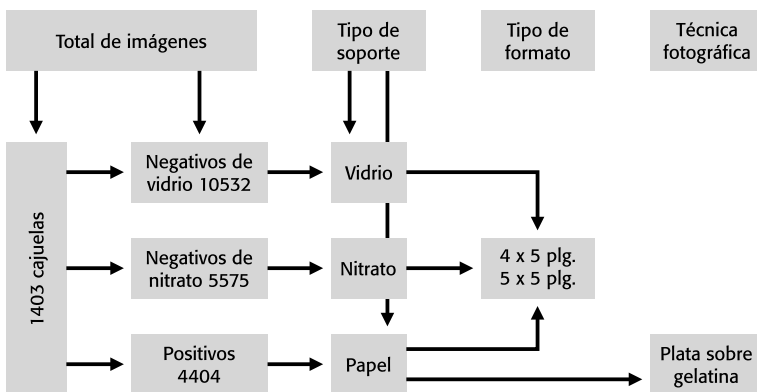 Total de imágenes
Tipo de
soporte
Tipo de
formato
Técnica
fotográfica
1403 cajuelas
Negativos de
vidrio 10532
Vidrio
Negativos de
nitrato 5575
Nitrato
4 x 5 plg.
5 x 5 plg.
Positivos
4404
Papel
Plata sobre
gelatina